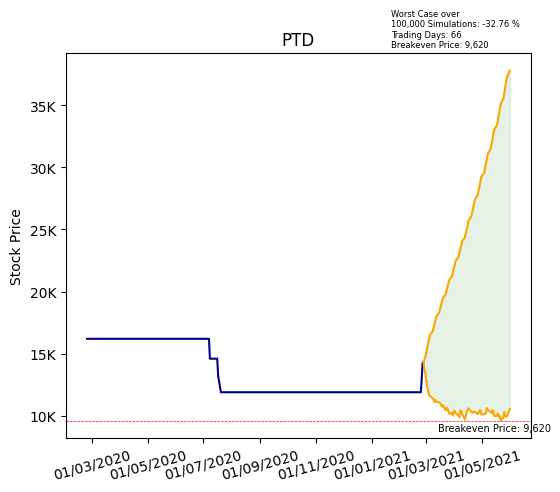 Worst Case over
100,000 Simulations: -32.76 %
Trading Days: 66
Breakeven Price: 9,620
PTD
Stock Price
35K
30K
25K
20K
15K
10K
Breakeven Price: 9,620
01/03/2020
01/05/2020
01/07/2020
01/09/2020
01/11/2020
01/01/2021
01/03/2021
01/05/2021